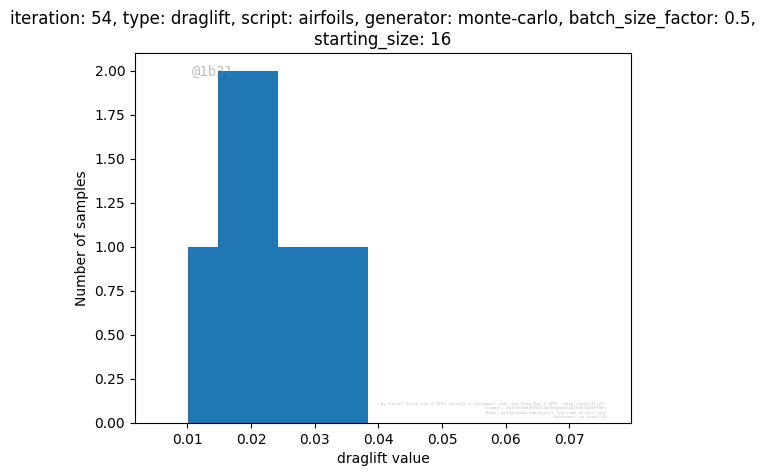 iteration: 54, type: draglift, script: airfoils, generator: monte-carlo, batch_size_factor: 0.5,
starting_size: 16
@1b31
2.00
1.75
1.50
1.25
1.00
0.75
0.50
0.25
0.00
Number of samples
0.01 0.02 0.03 0.04 0.05 0.06 0.07
draglift value